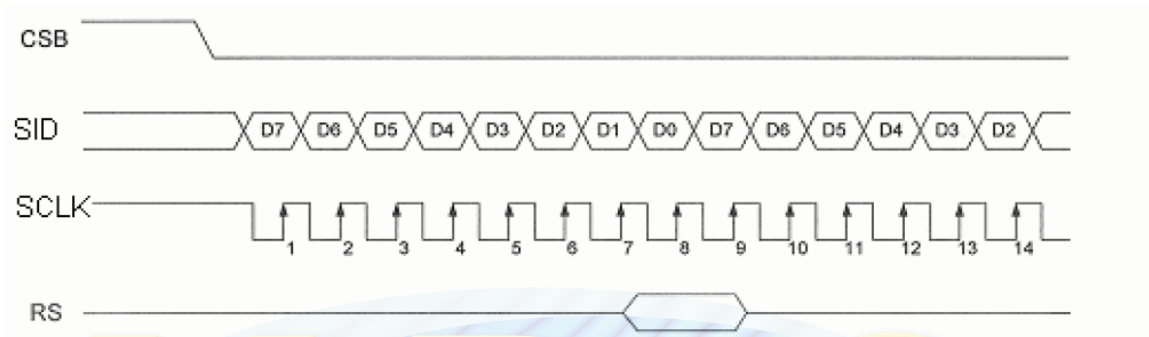 CSB
SID D7 D6 D5 D4 D3 D2 D1 D0 D7 D6 D5 D4 D3 D2
SCLK
1 2 3 4 5 6 7 8 9 10 11 12 13 14
RS